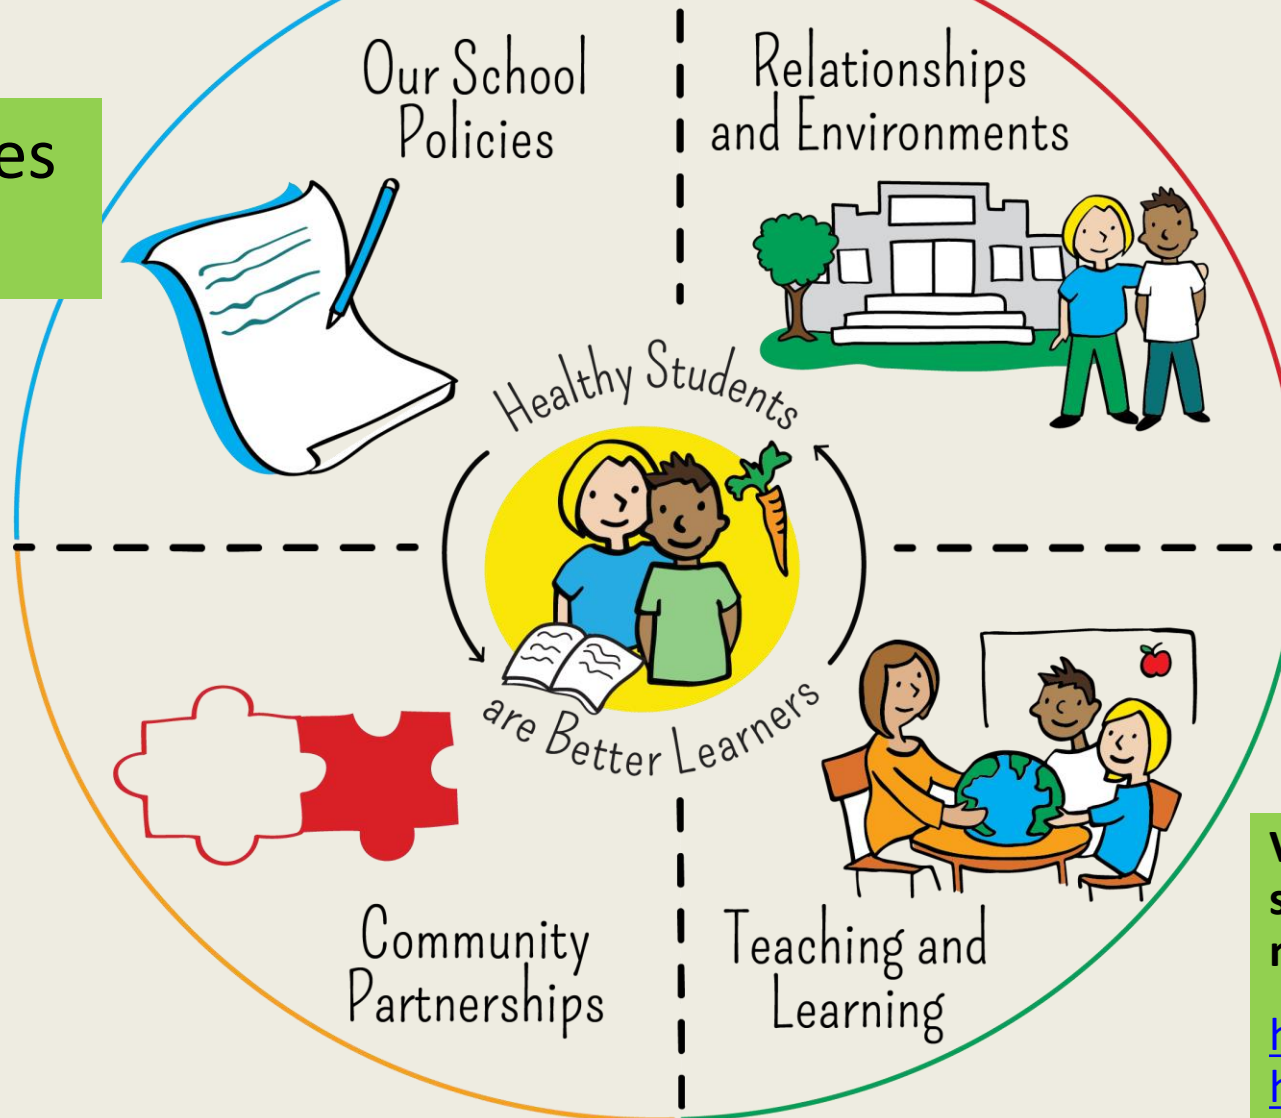 Our School
Policies
Relationships
and Environments
Healthy Students
are Better Learners
Community
Partnerships
Teaching and
Learning